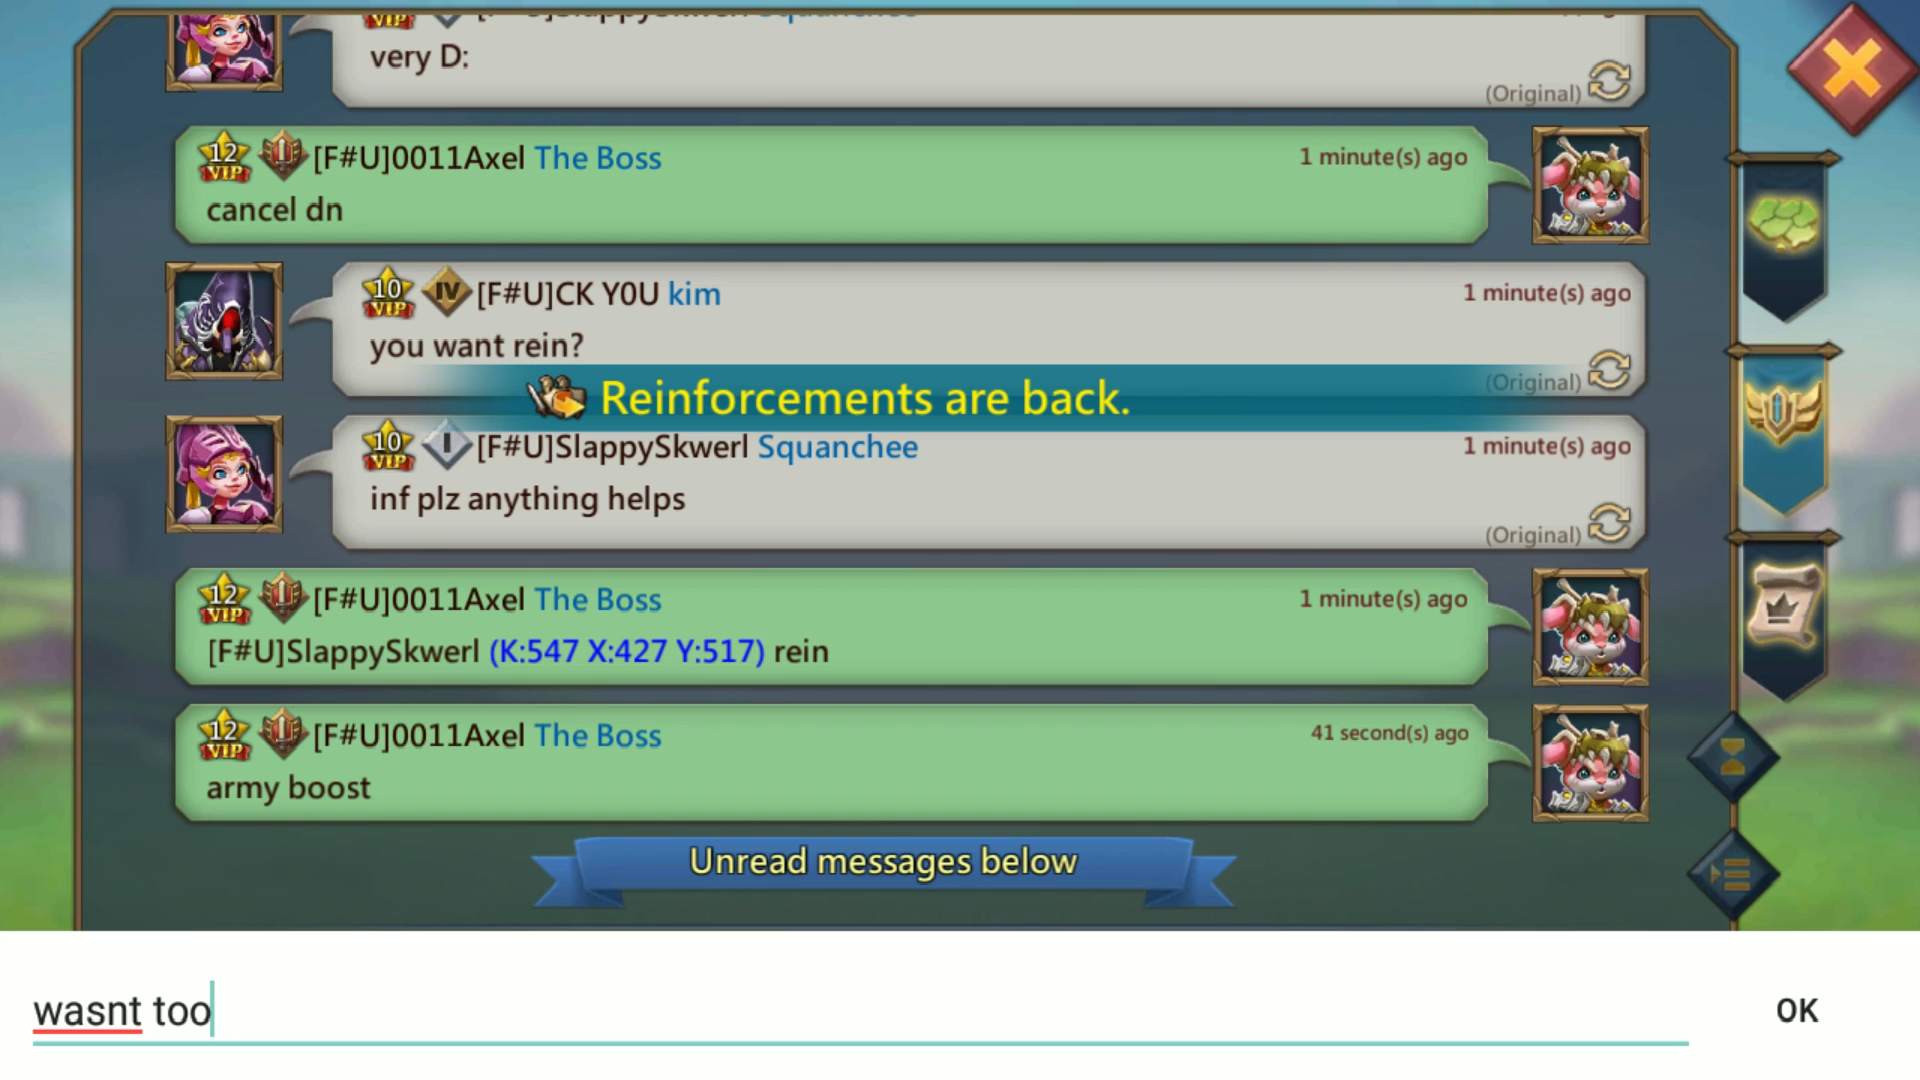 VIP [F#U]SlappySkwerl Squanchee
very D:
(Original)
12 VIP [F#U]0011Axel The Boss 1 minute(s) ago
cancel dn
10 VIP IV [F#U]CK Y0U kim 1 minute(s) ago
you want rein?
(Original)
Reinforcements are back.
10 VIP I [F#U]SlappySkwerl Squanchee 1 minute(s) ago
inf plz anything helps
(Original)
12 VIP [F#U]0011Axel The Boss 1 minute(s) ago
[F#U]SlappySkwerl (K:547 X:427 Y:517) rein
12 VIP [F#U]0011Axel The Boss 41 second(s) ago
army boost
Unread messages below
wasnt too
OK